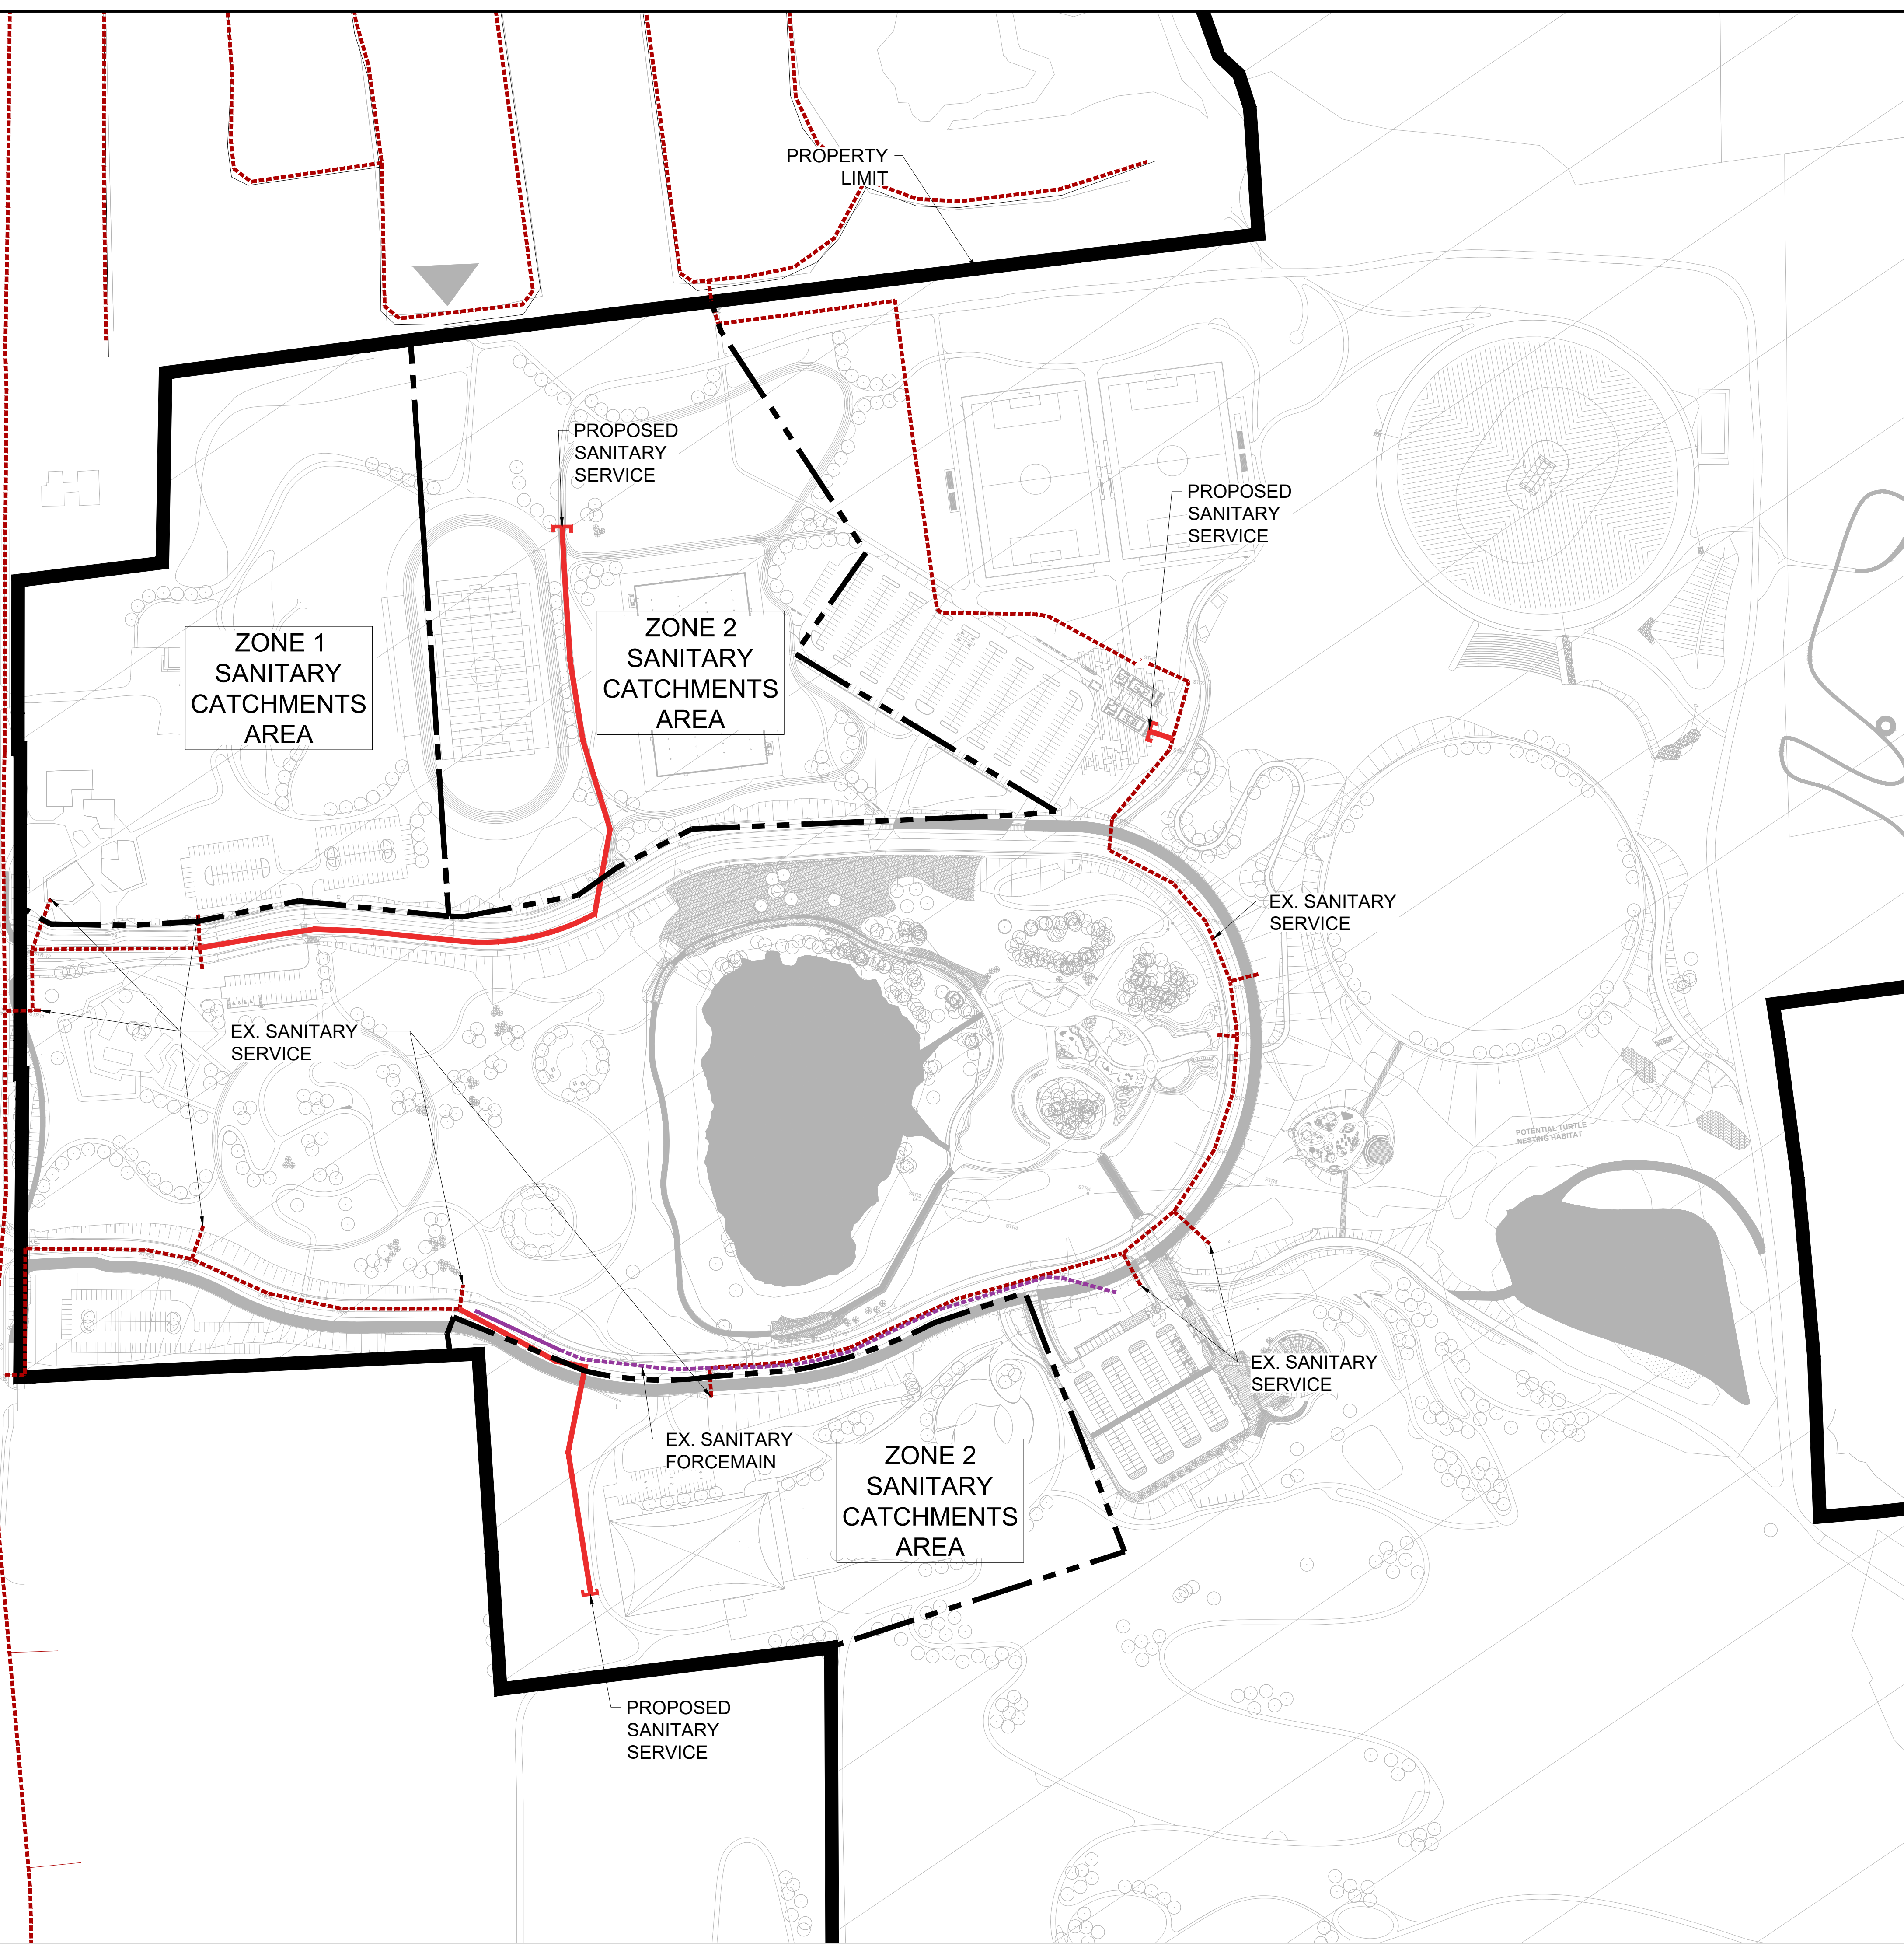 PROPERTY
LIMIT
PROPOSED
SANITARY
SERVICE
PROPOSED
SANITARY
SERVICE
ZONE 1
SANITARY
CATCHMENTS
AREA
ZONE 2
SANITARY
CATCHMENTS
AREA
EX. SANITARY
SERVICE
EX. SANITARY
SERVICE
POTENTIAL TURTLE
NESTING HABITAT
EX. SANITARY
SERVICE
EX. SANITARY
FORCEMAIN
ZONE 2
SANITARY
CATCHMENTS
AREA
PROPOSED
SANITARY
SERVICE